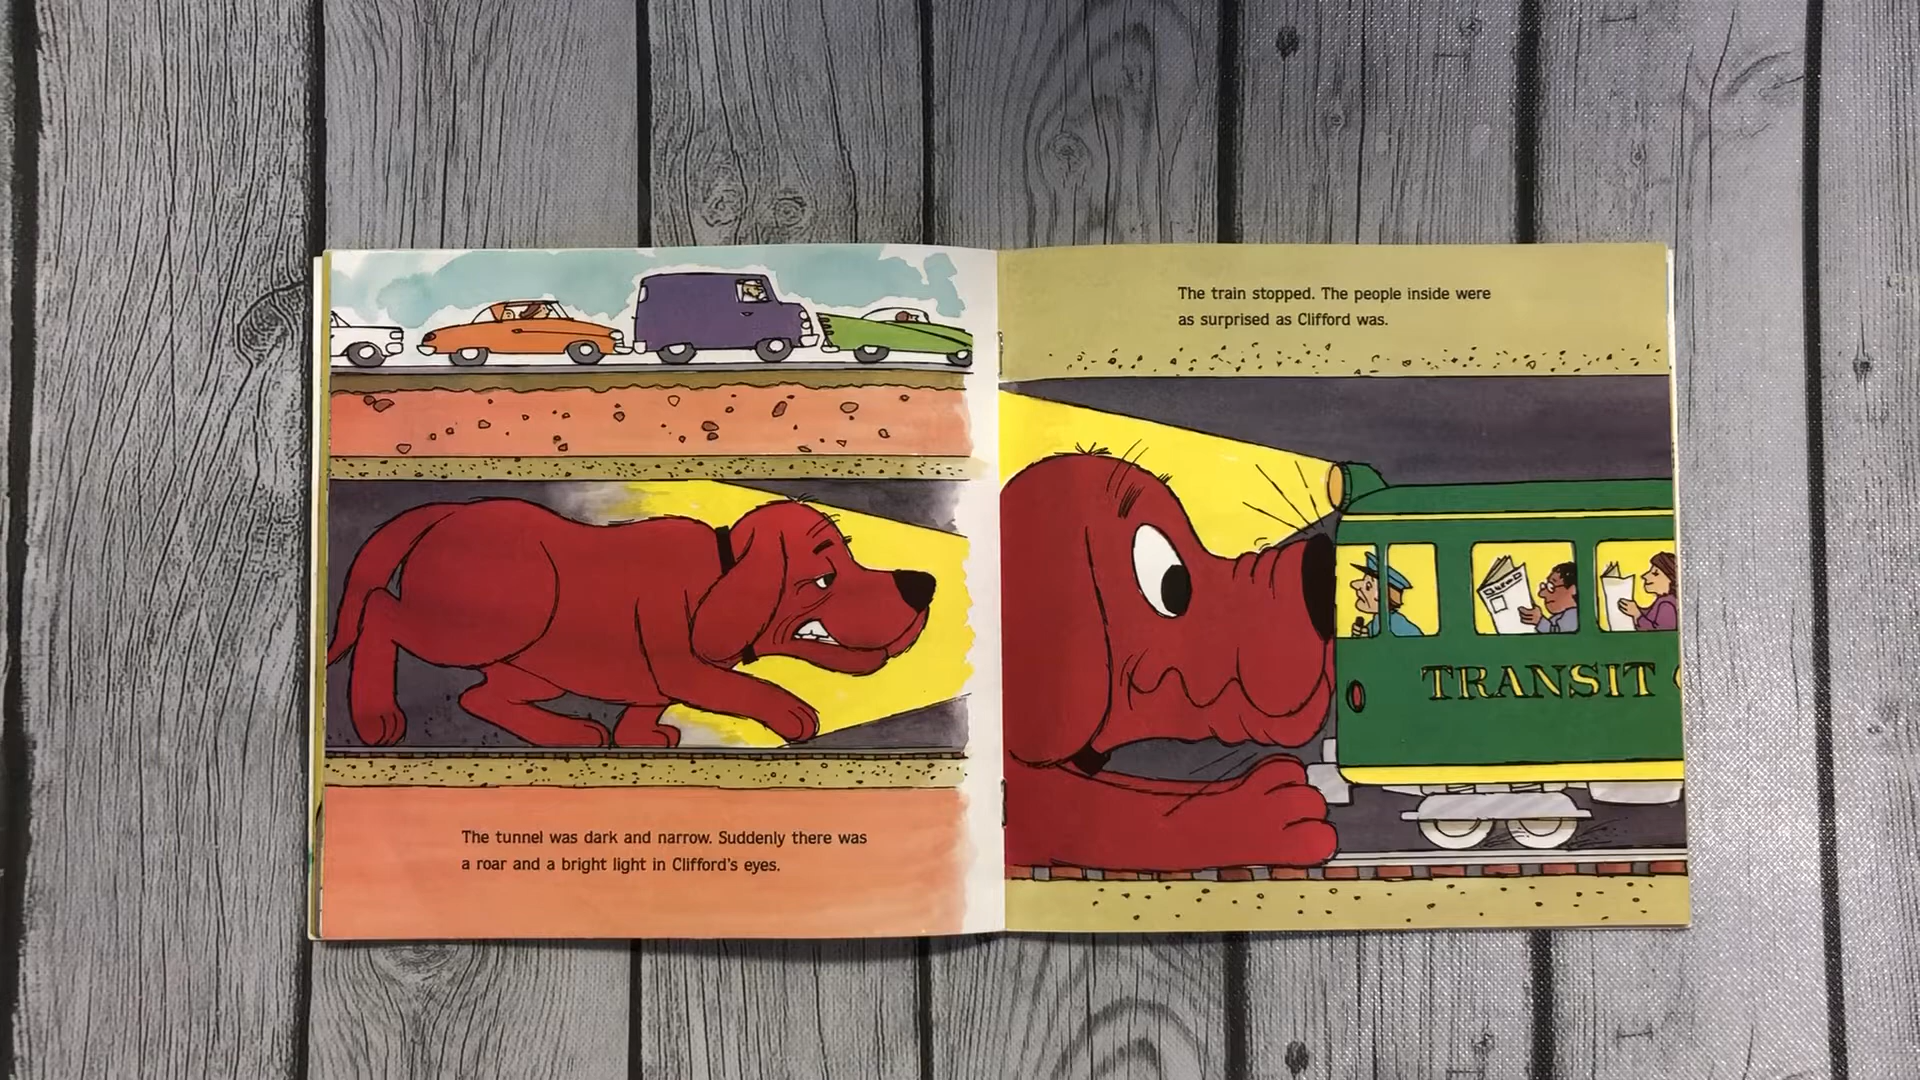 The tunnel was dark and narrow. Suddenly there was
a roar and a bright light in Clifford's eyes.
The train stopped. The people inside were
as surprised as Clifford was.
TRANSIT